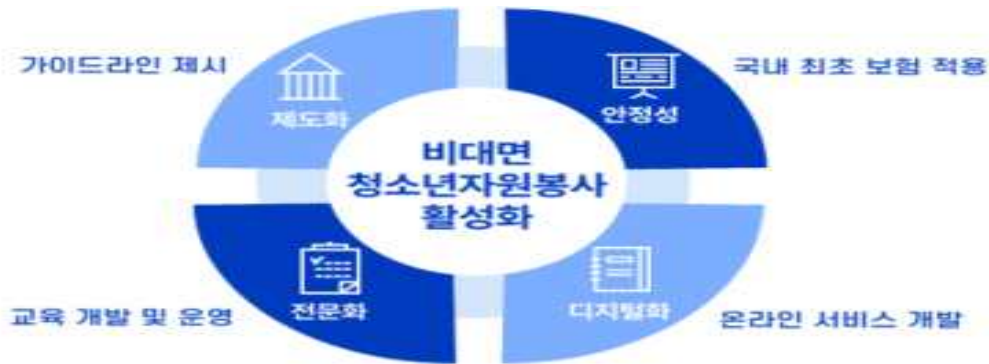 가이드라인 제시
제도화
안정성
국내 최초 보험 적용
비대면
청소년자원봉사
활성화
교육 개발 및 운영
전문화
디지털화
온라인 서비스 개발